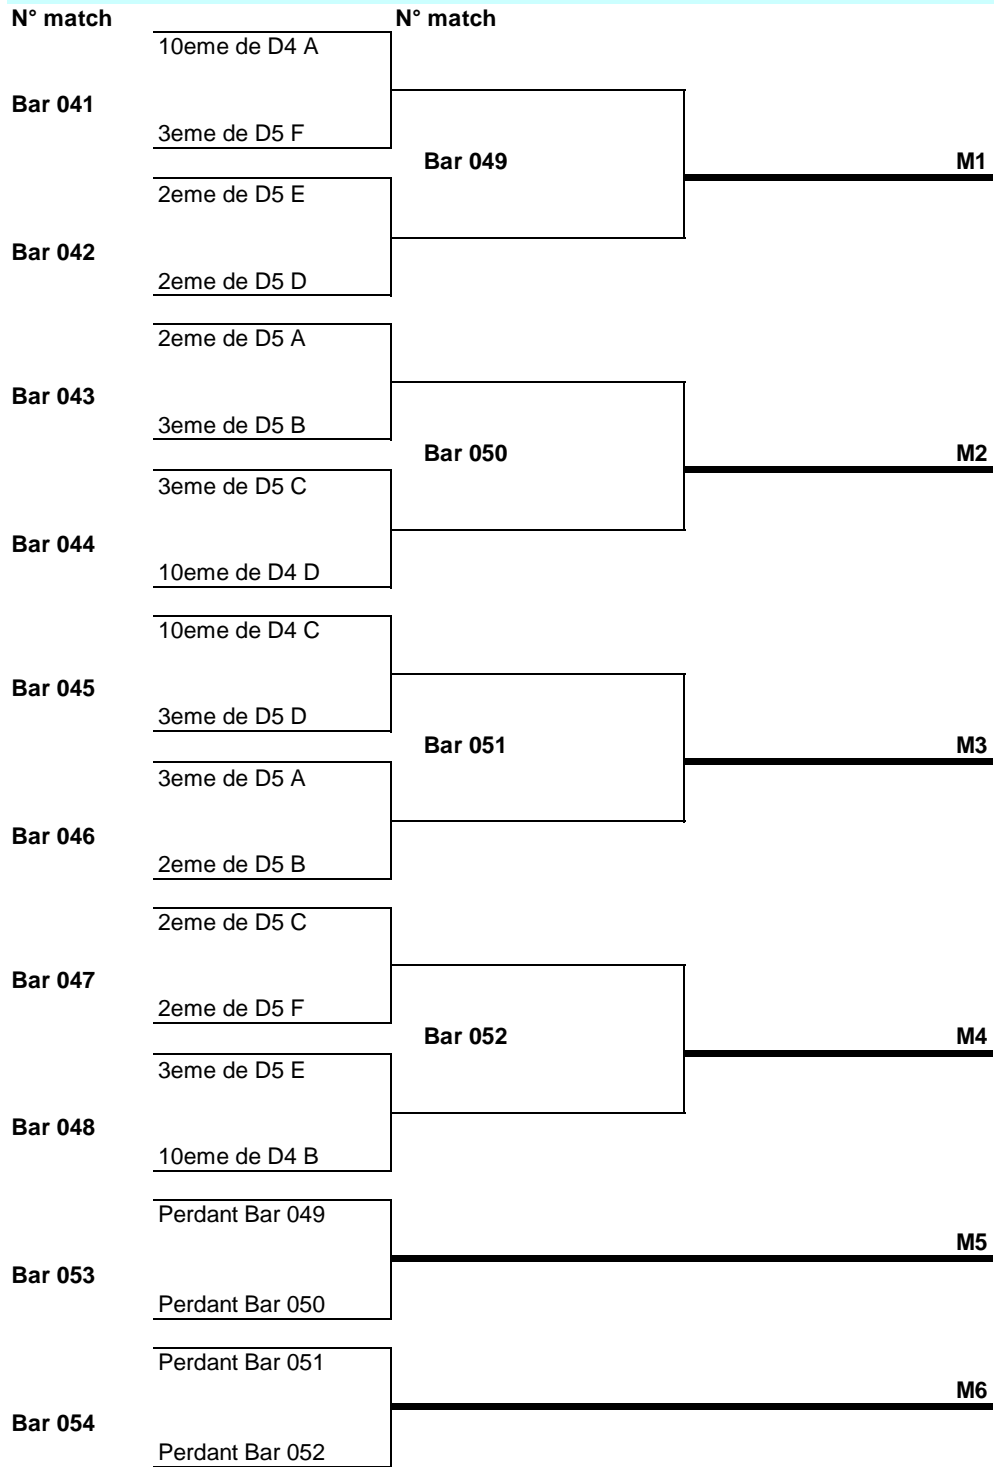 N° match N° match
10eme de D4 A
Bar 041
3eme de D5 F
Bar 049 M1
2eme de D5 E
Bar 042
2eme de D5 D
2eme de D5 A
Bar 043
3eme de D5 B
Bar 050 M2
3eme de D5 C
Bar 044
10eme de D4 D
10eme de D4 C
Bar 045
3eme de D5 D
Bar 051 M3
3eme de D5 A
Bar 046
2eme de D5 B
2eme de D5 C
Bar 047
2eme de D5 F
Bar 052 M4
3eme de D5 E
Bar 048
10eme de D4 B
Perdant Bar 049
M5
Bar 053
Perdant Bar 050
Perdant Bar 051
M6
Bar 054
Perdant Bar 052